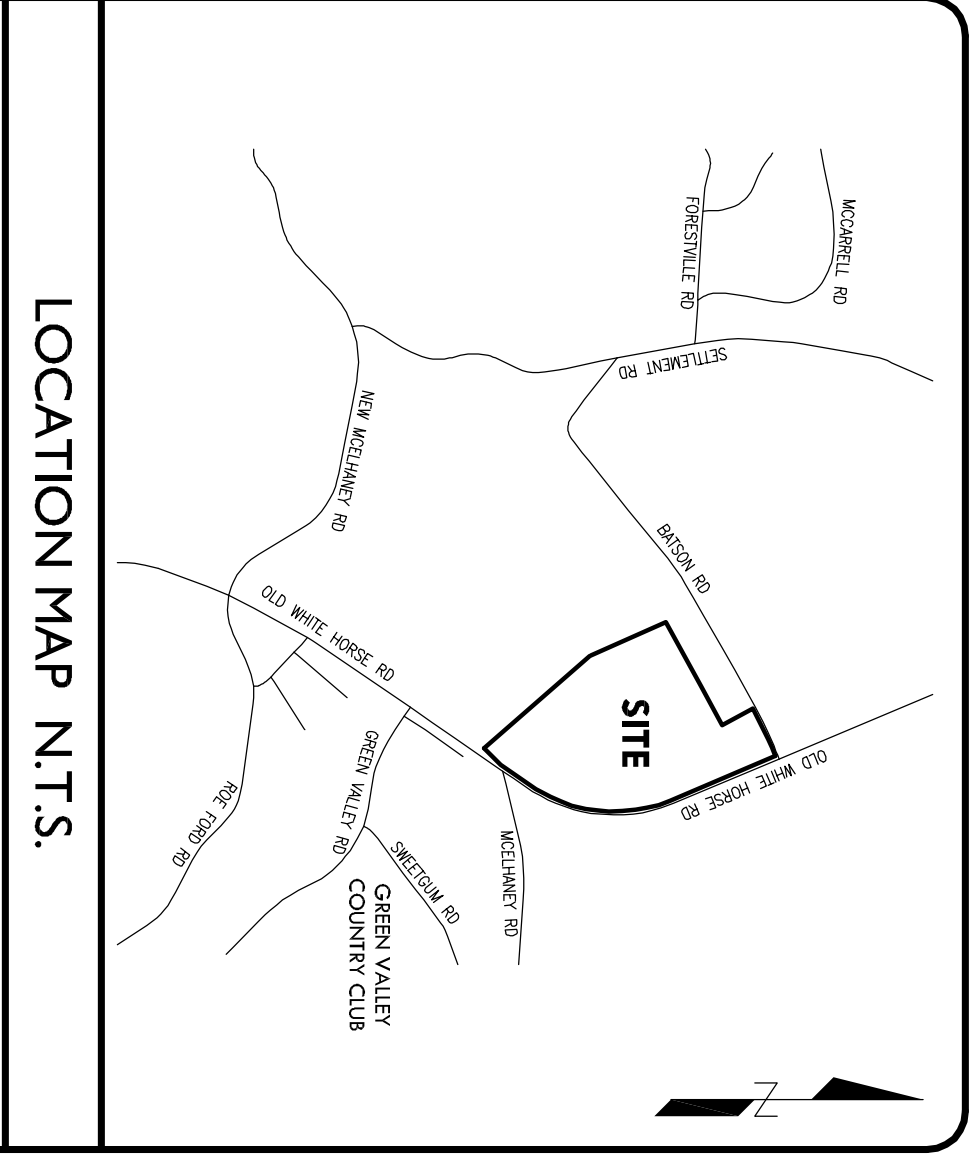 MCCARRELL RD
FORESTVILLE RD
SETTLEMENT RD
BATSON RD
OLD WHITE HORSE RD
SITE
NEW MCELHANEY RD
OLD WHITE HORSE RD
MCELHANEY RD
SWEETGUM RD
GREEN VALLEY RD
GREEN VALLEY
COUNTRY CLUB
ROE FORD RD
N
LOCATION MAP N.T.S.